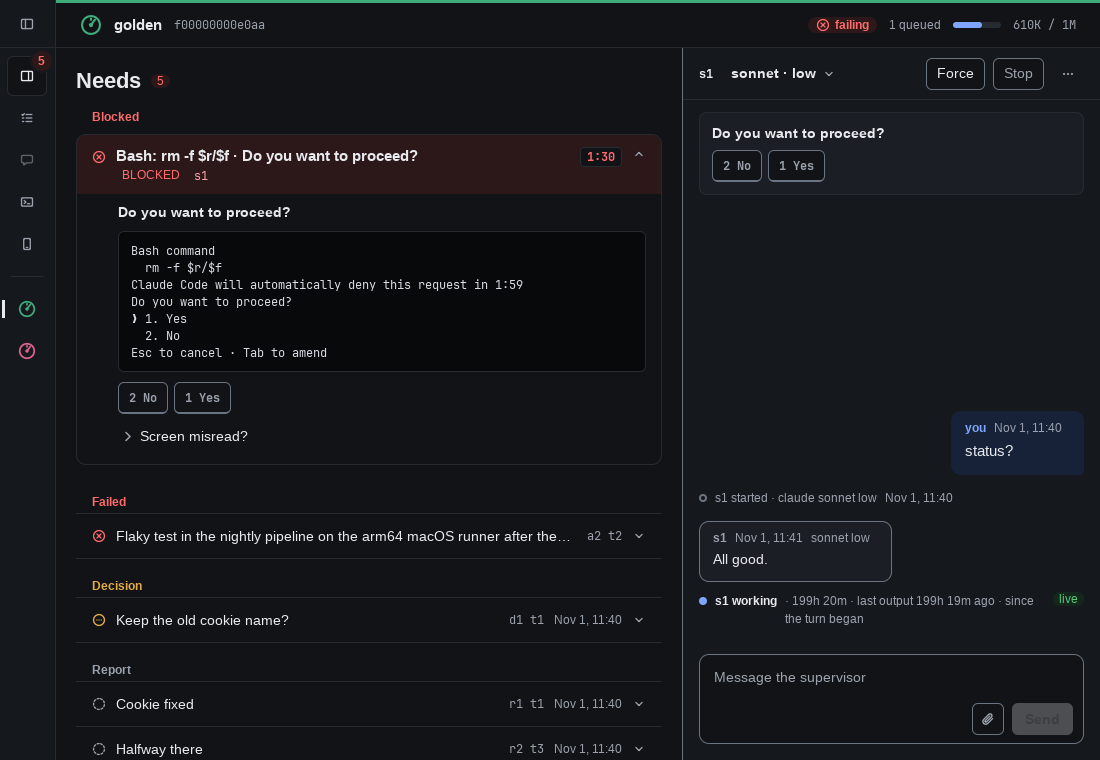 golden f00000000e0aa failing 1 queued 610K / 1M
5
Needs 5
Blocked
Bash: rm -f $r/$f · Do you want to proceed? 1:30
BLOCKED s1
Do you want to proceed?
Bash command
rm -f $r/$f
Claude Code will automatically deny this request in 1:59
Do you want to proceed?
❯ 1. Yes
2. No
Esc to cancel · Tab to amend
2 No 1 Yes
Screen misread?
Failed
Flaky test in the nightly pipeline on the arm64 macOS runner after the… a2 t2
Decision
Keep the old cookie name? d1 t1 Nov 1, 11:40
Report
Cookie fixed r1 t1 Nov 1, 11:40
Halfway there r2 t3 Nov 1, 11:40
s1 sonnet · low Force Stop ···
Do you want to proceed?
2 No 1 Yes
you Nov 1, 11:40
status?
s1 started · claude sonnet low Nov 1, 11:40
s1 Nov 1, 11:41 sonnet low
All good.
s1 working · 199h 20m · last output 199h 19m ago · since live
the turn began
Message the supervisor
Send